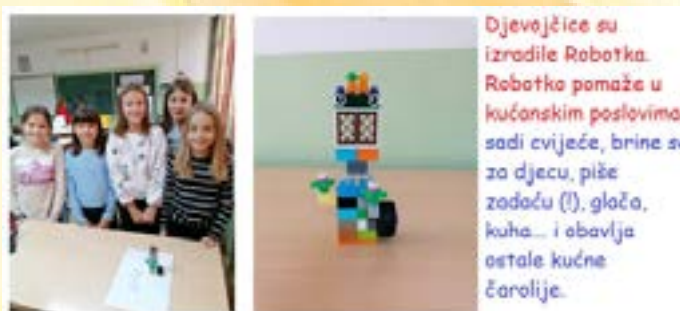 Djevojčice su
izradile Robotka.
Robotko pomaže u
kućanskim poslovima
sadi cvijeće, brine se
za djecu, piše
zadaću (!), glača,
kuha... i obavlja
ostale kućne
čarolije.